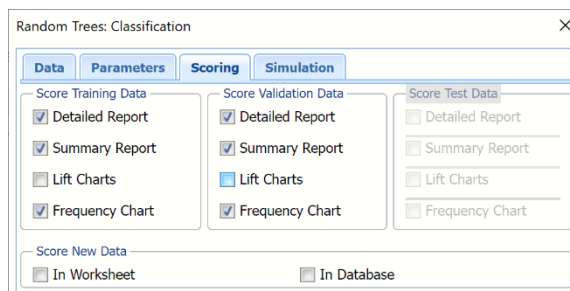 Random Trees: Classification
Data Parameters Scoring Simulation
Score Training Data Score Validation Data Score Test Data
Detailed Report Detailed Report Detailed Report
Summary Report Summary Report Summary Report
Lift Charts Lift Charts Lift Charts
Frequency Chart Frequency Chart Frequency Chart
Score New Data
In Worksheet In Database